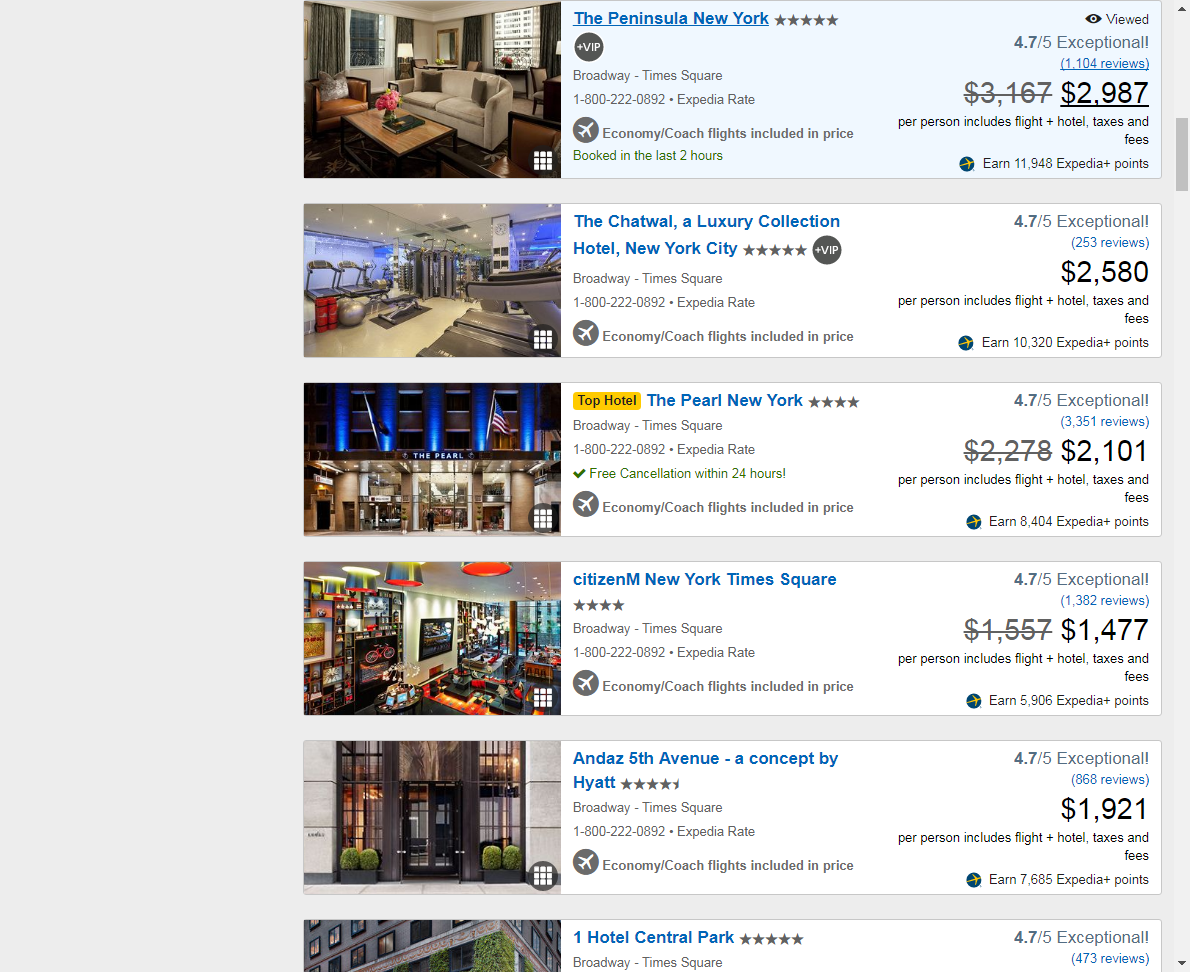 The Peninsula New York
Viewed
+VIP
4.7/5 Exceptional!
(1,104 reviews)
Broadway - Times Square
$3,167 $2,987
1-800-222-0892 • Expedia Rate
per person includes flight + hotel, taxes and
fees
Economy/Coach flights included in price
Booked in the last 2 hours
Earn 11,948 Expedia+ points
The Chatwal, a Luxury Collection
Hotel, New York City
+VIP
4.7/5 Exceptional!
(253 reviews)
Broadway - Times Square
$2,580
1-800-222-0892 • Expedia Rate
per person includes flight + hotel, taxes and
fees
Economy/Coach flights included in price
Earn 10,320 Expedia+ points
THE PEARL
Top Hotel The Pearl New York
4.7/5 Exceptional!
(3,351 reviews)
Broadway - Times Square
$2,278 $2,101
1-800-222-0892 • Expedia Rate
Free Cancellation within 24 hours!
per person includes flight + hotel, taxes and
fees
Economy/Coach flights included in price
Earn 8,404 Expedia+ points
citizenM New York Times Square
4.7/5 Exceptional!
(1,382 reviews)
Broadway - Times Square
$1,557 $1,477
1-800-222-0892 • Expedia Rate
per person includes flight + hotel, taxes and
fees
Economy/Coach flights included in price
Earn 5,906 Expedia+ points
Andaz 5th Avenue - a concept by
Hyatt
4.7/5 Exceptional!
(868 reviews)
Broadway - Times Square
$1,921
1-800-222-0892 • Expedia Rate
per person includes flight + hotel, taxes and
fees
Economy/Coach flights included in price
Earn 7,685 Expedia+ points
1 Hotel Central Park
4.7/5 Exceptional!
(473 reviews)
Broadway - Times Square